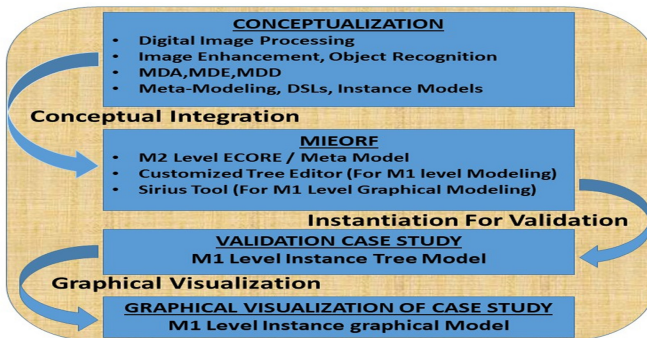 CONCEPTUALIZATION
• Digital Image Processing
• Image Enhancement, Object Recognition
• MDA,MDE,MDD
• Meta-Modeling, DSLs, Instance Models
Conceptual Integration
MIEORF
• M2 Level ECORE / Meta Model
• Customized Tree Editor (For M1 level Modeling)
• Sirius Tool (For M1 Level Graphical Modeling)
Instantiation For Validation
VALIDATION CASE STUDY
M1 Level Instance Tree Model
Graphical Visualization
GRAPHICAL VISUALIZATION OF CASE STUDY
M1 Level Instance graphical Model